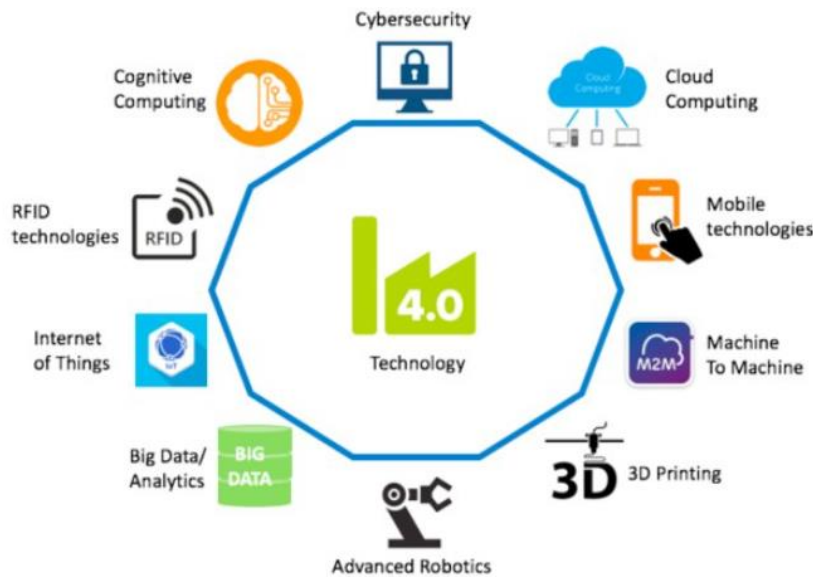 Cybersecurity
Cognitive
Computing
Cloud
Computing
Cloud
Computing
RFID
technologies
RFID
Mobile
technologies
4.0
Technology
Internet
of Things
IoT
M2M
Machine
To Machine
Big Data/
Analytics
BIG
DATA
3D
3D Printing
Advanced Robotics